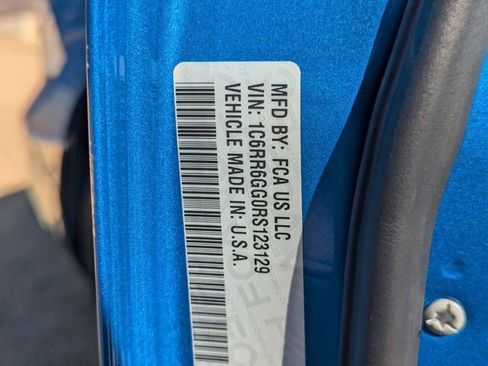 MFD BY: FCA US LLC
VIN: 1C6RR6GG0RS123129
VEHICLE MADE IN: U.S.A.